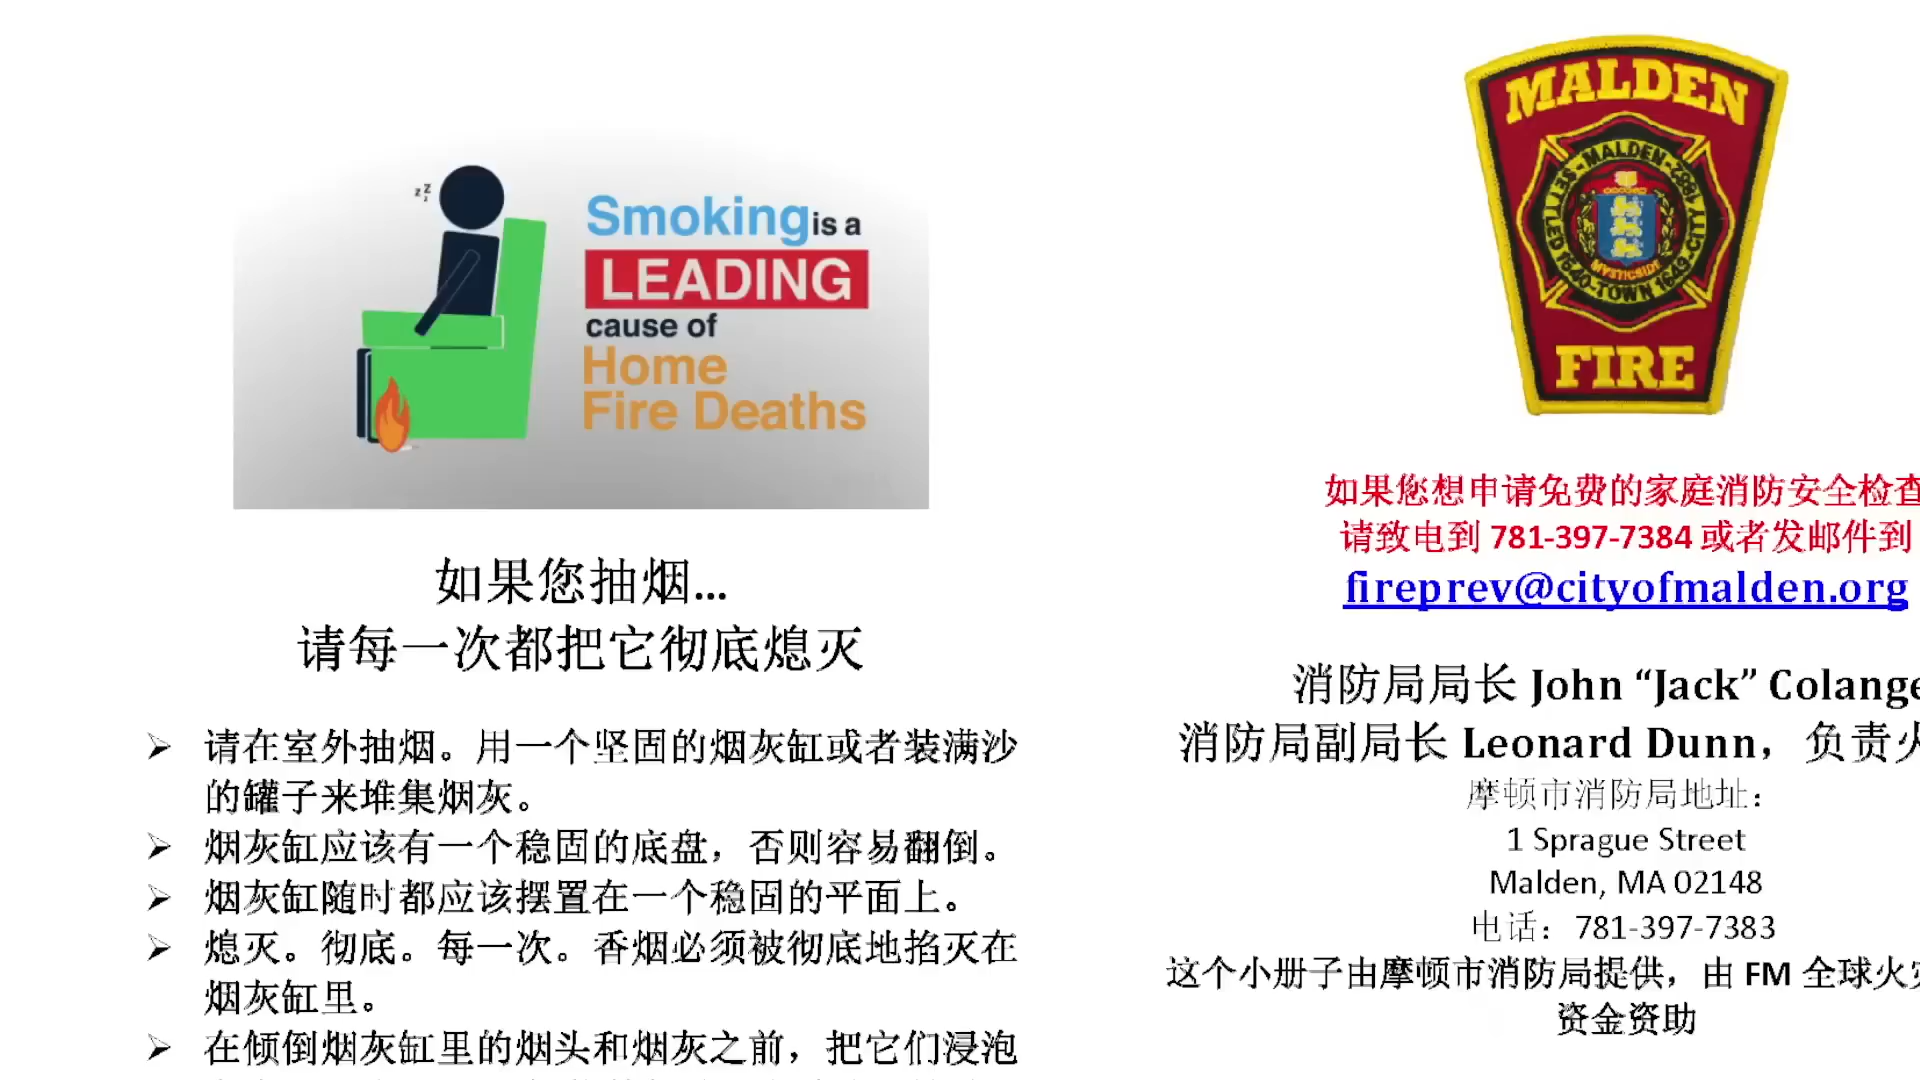 Smoking is a
LEADING
cause of
Home
Fire Deaths
如果您抽烟...
请每一次都把它彻底熄灭
➢ 请在室外抽烟。用一个坚固的烟灰缸或者装满沙
的罐子来堆集烟灰。
➢ 烟灰缸应该有一个稳固的底盘，否则容易翻倒。
➢ 烟灰缸随时都应该摆置在一个稳固的平面上。
➢ 熄灭。彻底。每一次。香烟必须被彻底地掐灭在
烟灰缸里。
➢ 在倾倒烟灰缸里的烟头和烟灰之前，把它们浸泡
MALDEN
MALDEN - CITY 1882 -
SETTLED 1640 - TOWN 1649
MYSTICSIDE
FIRE
如果您想申请免费的家庭消防安全检查
请致电到 781-397-7384 或者发邮件到
fireprev@cityofmalden.org
消防局局长 John “Jack” Colange
消防局副局长 Leonard Dunn，负责火
摩顿市消防局地址：
1 Sprague Street
Malden, MA 02148
电话：781-397-7383
这个小册子由摩顿市消防局提供，由 FM 全球火灾
资金资助